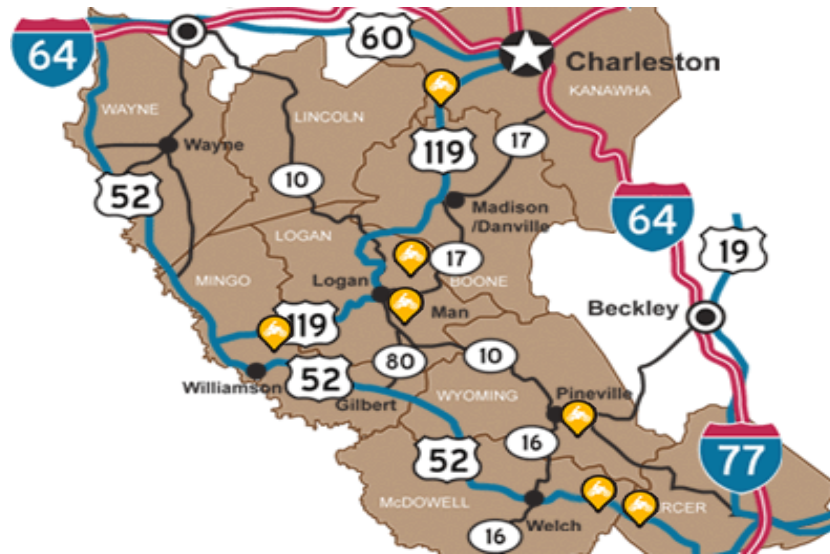 64
60
Charleston
KANAWHA
WAYNE
LINCOLN
Wayne
119
17
10
52
64
Madison
/Danville
LOGAN
19
17
MINGO
Logan
BOONE
Man
Beckley
119
80
10
Williamson
52
WYOMING
Pineville
Gilbert
16
52
77
McDOWELL
RCER
Welch
16